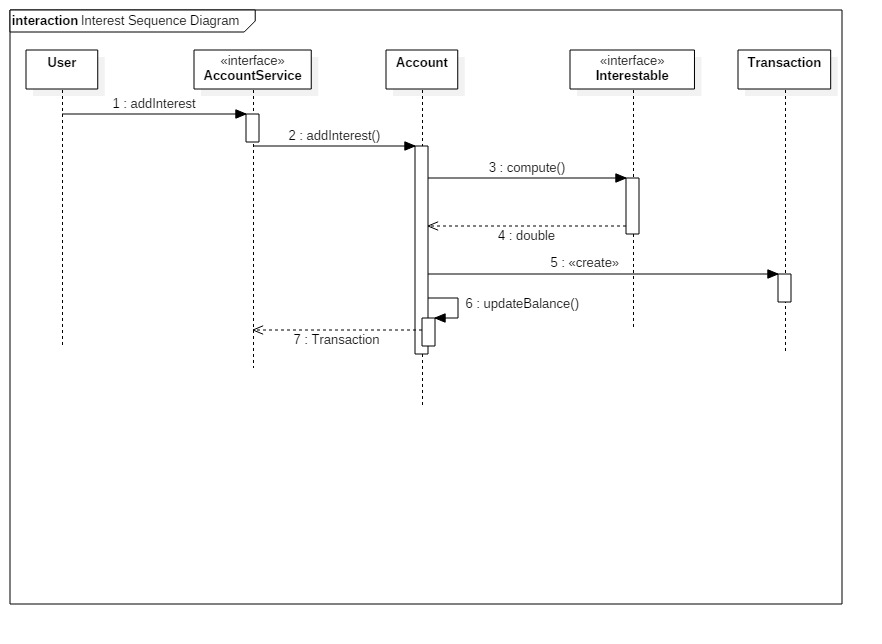 interaction Interest Sequence Diagram
User
«interface»
AccountService
Account
«interface»
Interestable
Transaction
1 : addInterest
2 : addInterest()
3 : compute()
4 : double
5 : «create»
6 : updateBalance()
7 : Transaction